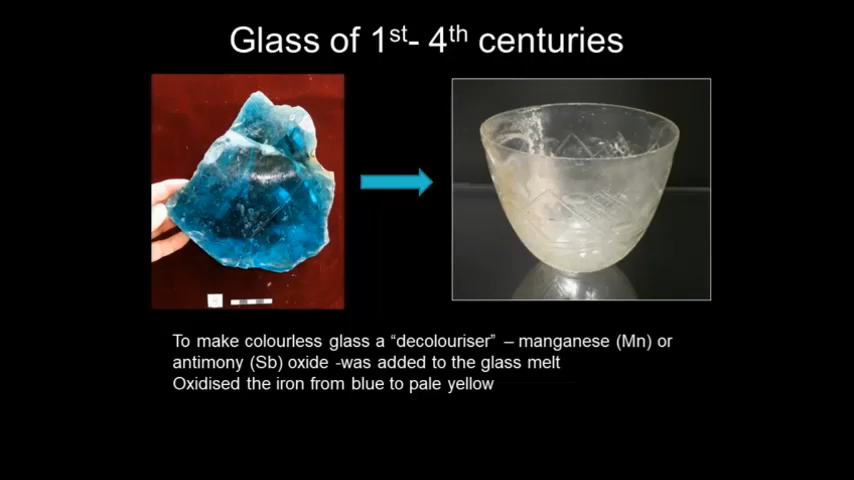 Glass of 1st- 4th centuries
To make colourless glass a “decolouriser” – manganese (Mn) or
antimony (Sb) oxide -was added to the glass melt
Oxidised the iron from blue to pale yellow